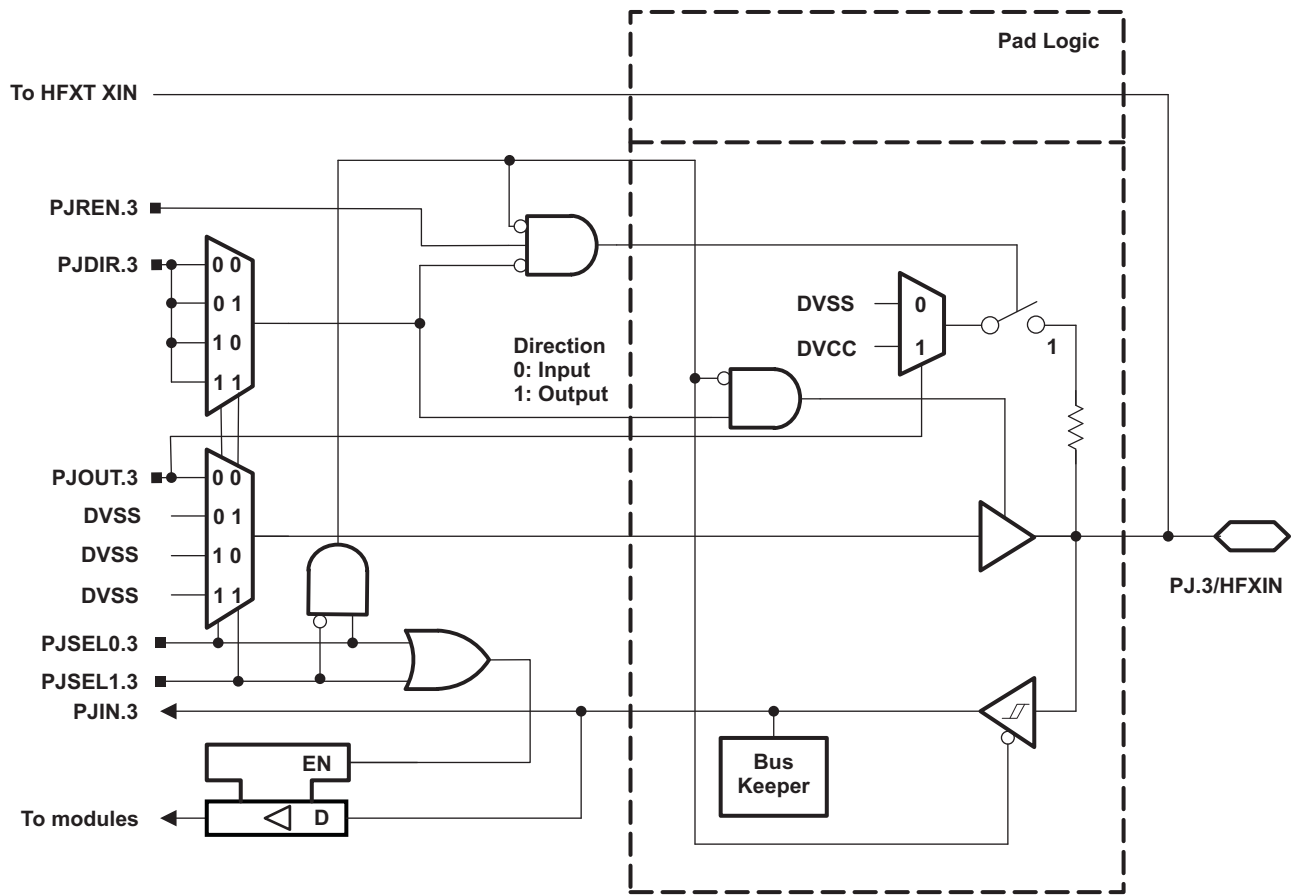 Pad Logic
To HFXT XIN
PJREN.3
PJDIR.3
0 0
0 1
1 0
1 1
Direction
0: Input
1: Output
DVSS
DVCC
0
1
1
PJOUT.3
DVSS
DVSS
DVSS
0 0
0 1
1 0
1 1
PJ.3/HFXIN
PJSEL0.3
PJSEL1.3
PJIN.3
Bus
Keeper
EN
D
To modules